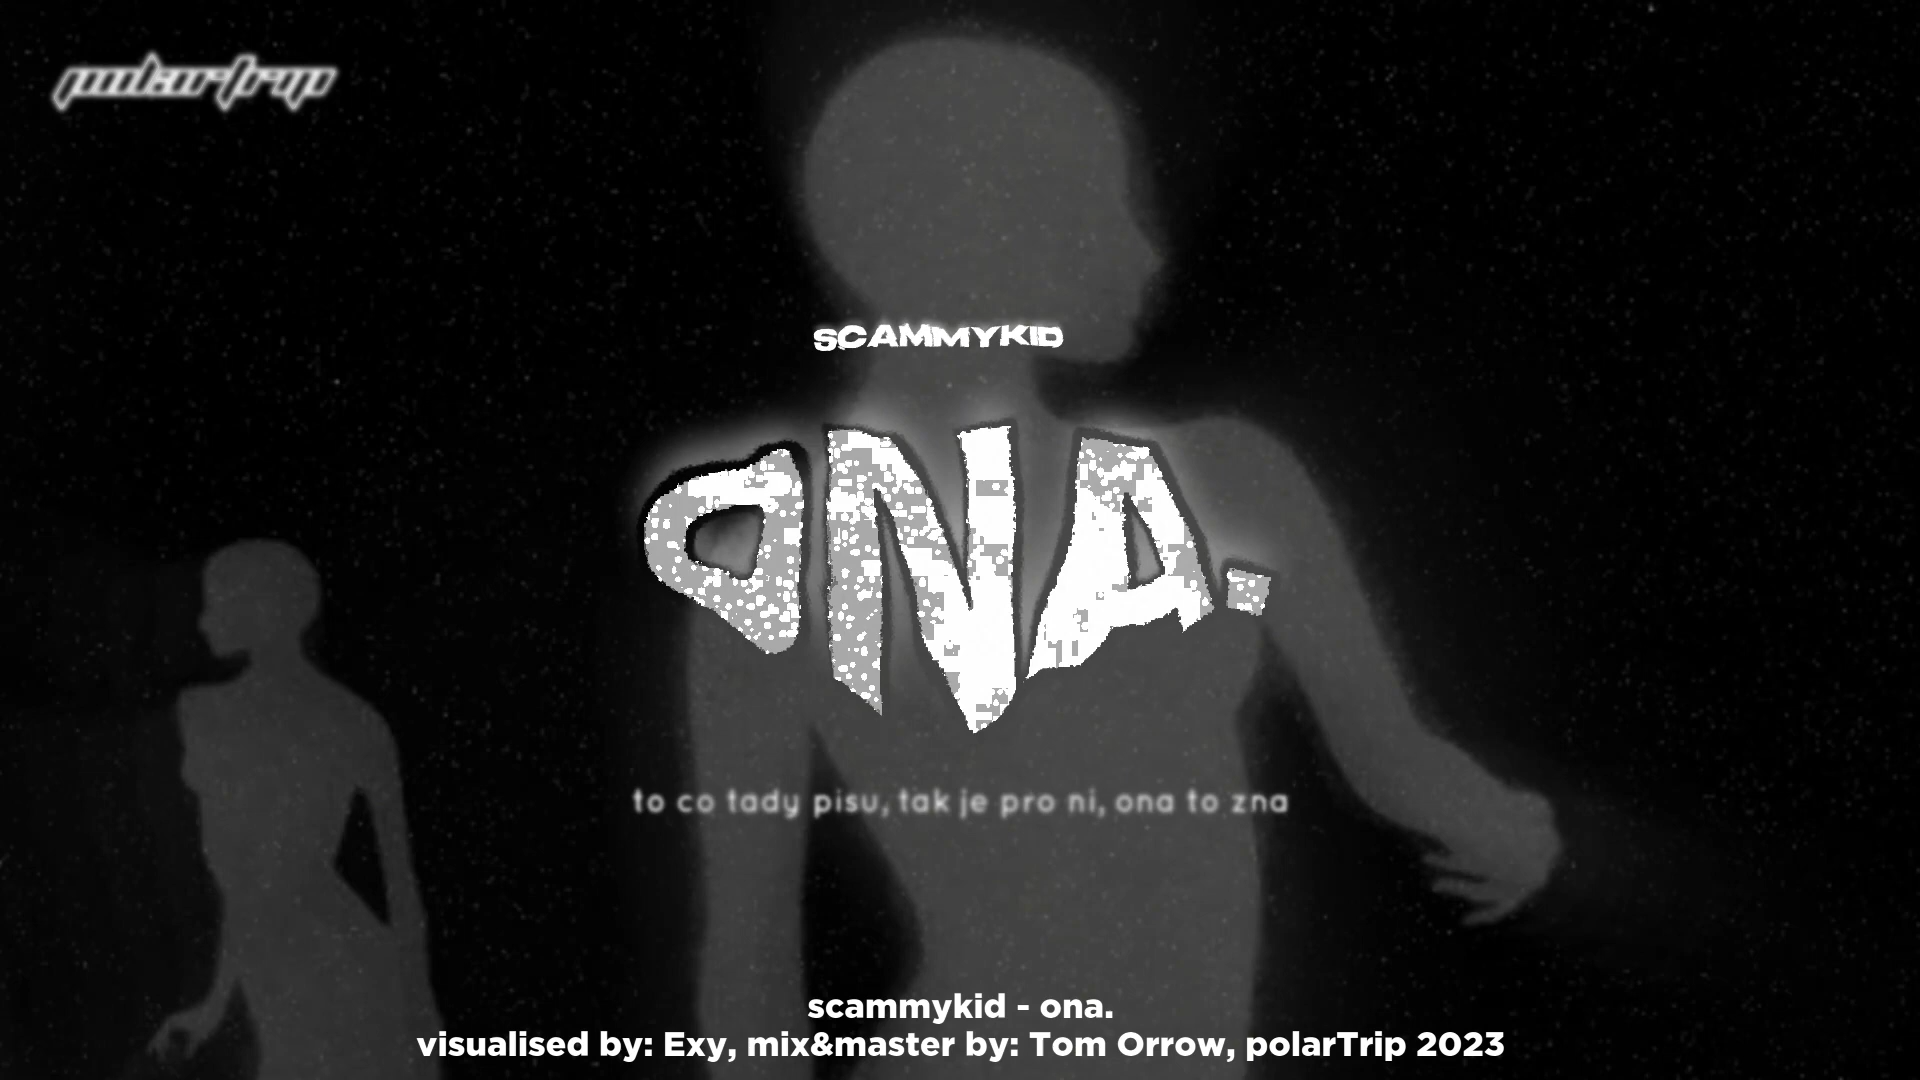 polartrip
SCAMMYKID
ONA.
to co tady pisu, tak je pro ni, ona to zna
scammykid - ona.
visualised by: Exy, mix&master by: Tom Orrow, polarTrip 2023